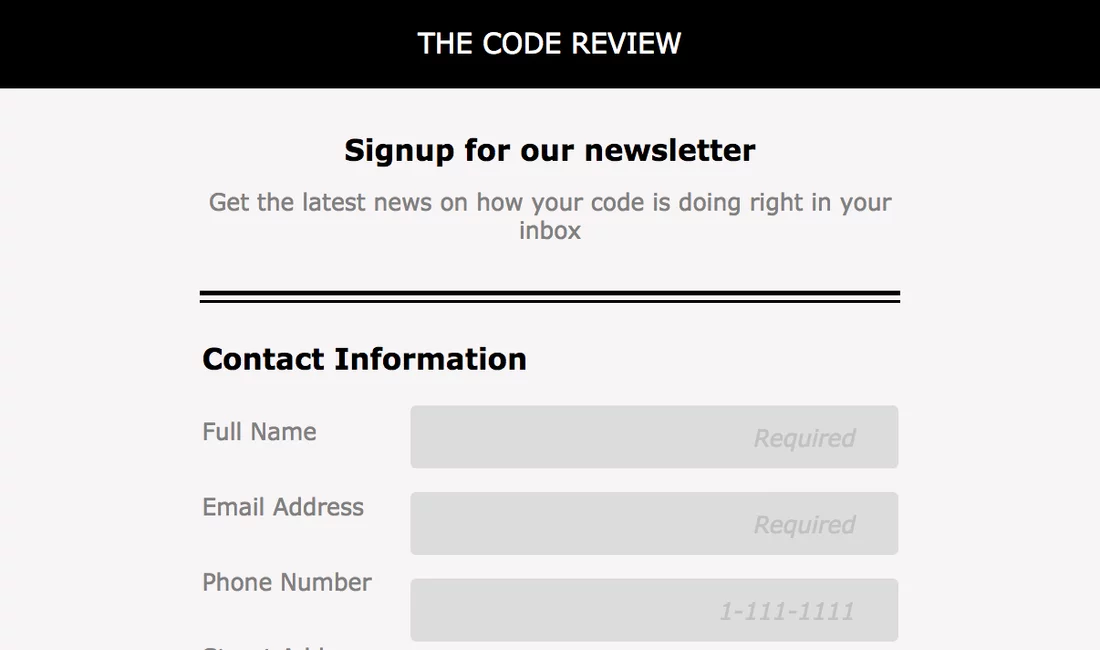 THE CODE REVIEW
Signup for our newsletter
Get the latest news on how your code is doing right in your
inbox
Contact Information
Full Name
Required
Email Address
Required
Phone Number
1-111-1111